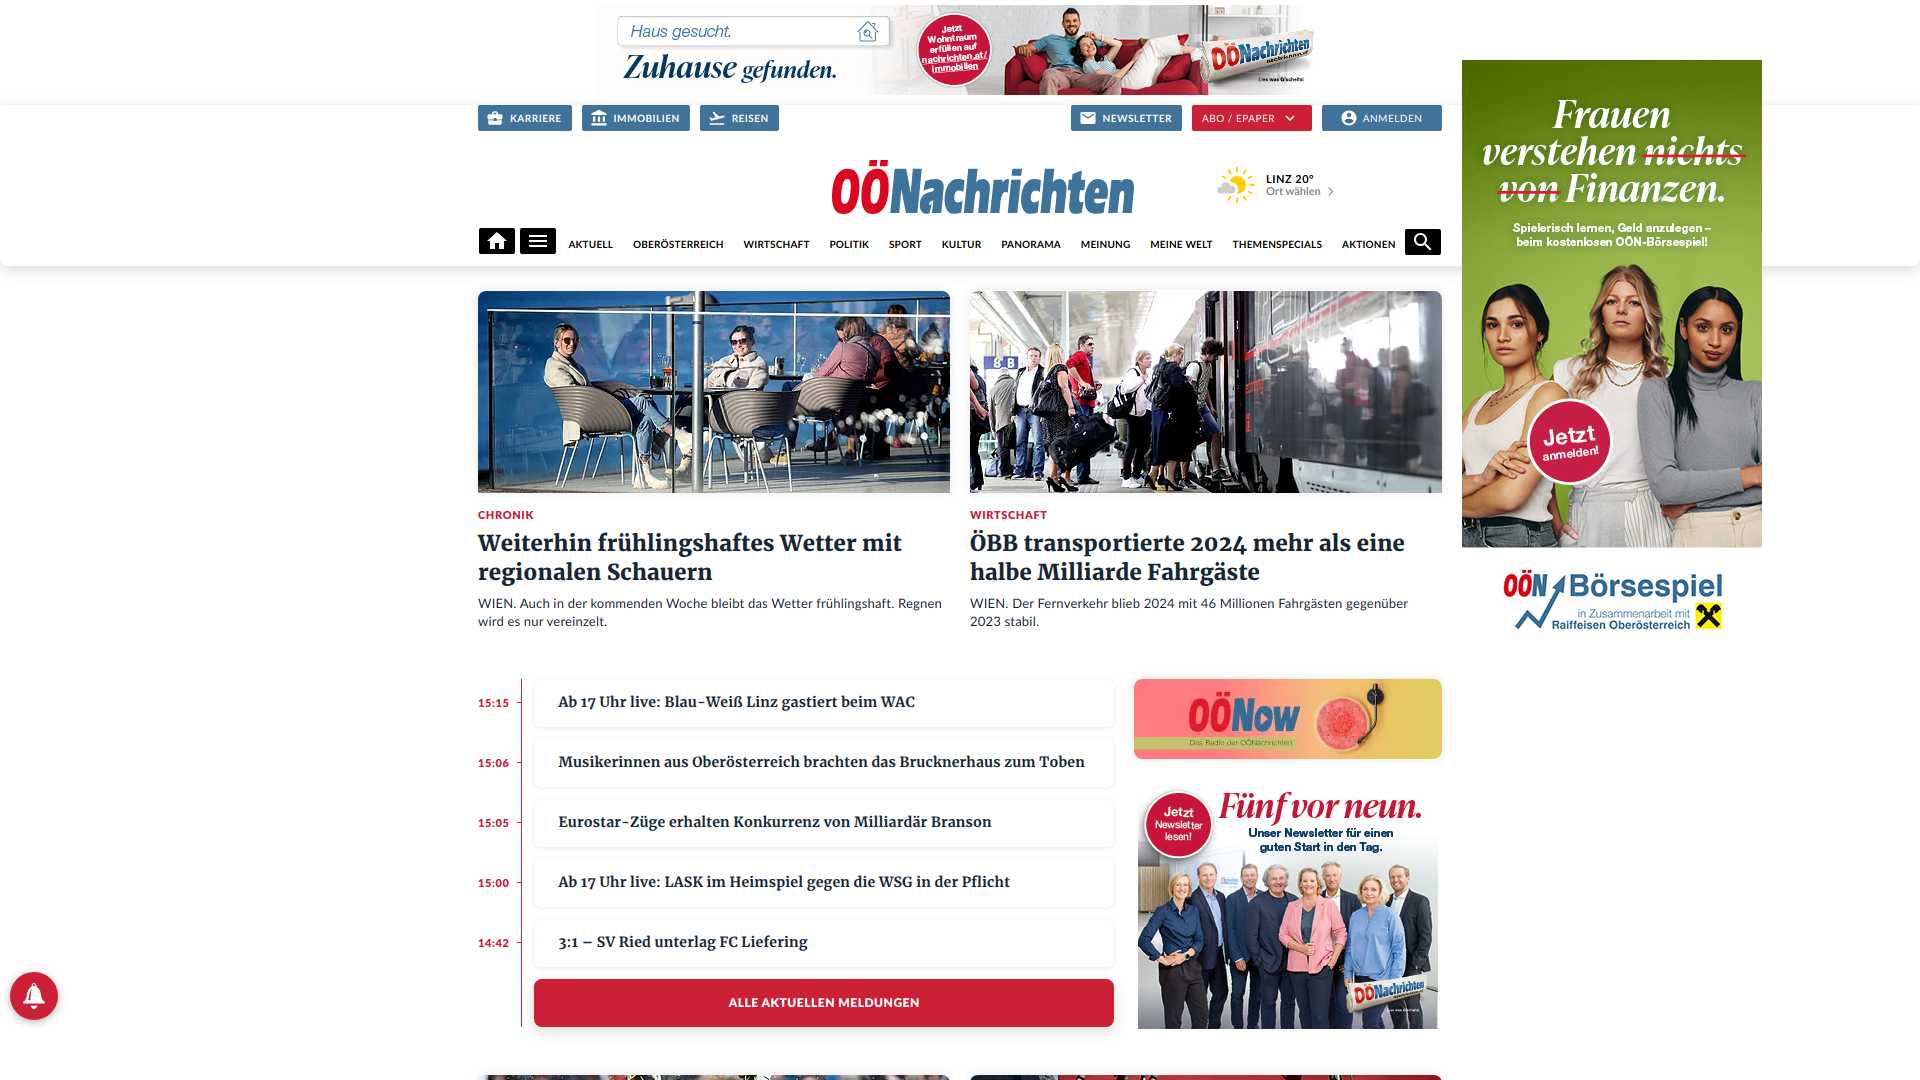 Haus gesucht.
Zuhause gefunden.
Jetzt
Wohntraum
erfüllen auf
nachrichten.at/
immobilien
OÖNachrichten
Lies was G'scheits!
KARRIERE
IMMOBILIEN
REISEN
NEWSLETTER
ABO / EPAPER
ANMELDEN
OÖNachrichten
LINZ 20°
Ort wählen
AKTUELL
OBERÖSTERREICH
WIRTSCHAFT
POLITIK
SPORT
KULTUR
PANORAMA
MEINUNG
MEINE WELT
THEMENSPECIALS
AKTIONEN
Frauen
verstehen nichts
von Finanzen.
Spielerisch lernen, Geld anzulegen –
beim kostenlosen OÖN-Börsespiel!
Jetzt
anmelden!
OÖN Börsespiel
in Zusammenarbeit mit
Raiffeisen Oberösterreich
8 B
CHRONIK
Weiterhin frühlingshaftes Wetter mit
regionalen Schauern
WIEN. Auch in der kommenden Woche bleibt das Wetter frühlingshaft. Regnen
wird es nur vereinzelt.
WIRTSCHAFT
ÖBB transportierte 2024 mehr als eine
halbe Milliarde Fahrgäste
WIEN. Der Fernverkehr blieb 2024 mit 46 Millionen Fahrgästen gegenüber
2023 stabil.
15:15
Ab 17 Uhr live: Blau-Weiß Linz gastiert beim WAC
15:06
Musikerinnen aus Oberösterreich brachten das Brucknerhaus zum Toben
15:05
Eurostar-Züge erhalten Konkurrenz von Milliardär Branson
15:00
Ab 17 Uhr live: LASK im Heimspiel gegen die WSG in der Pflicht
14:42
3:1 – SV Ried unterlag FC Liefering
ALLE AKTUELLEN MELDUNGEN
OÖNow
Das Radio der OÖNachrichten
Jetzt
Newsletter
lesen!
Fünf vor neun.
Unser Newsletter für einen
guten Start in den Tag.
OÖNachrichten